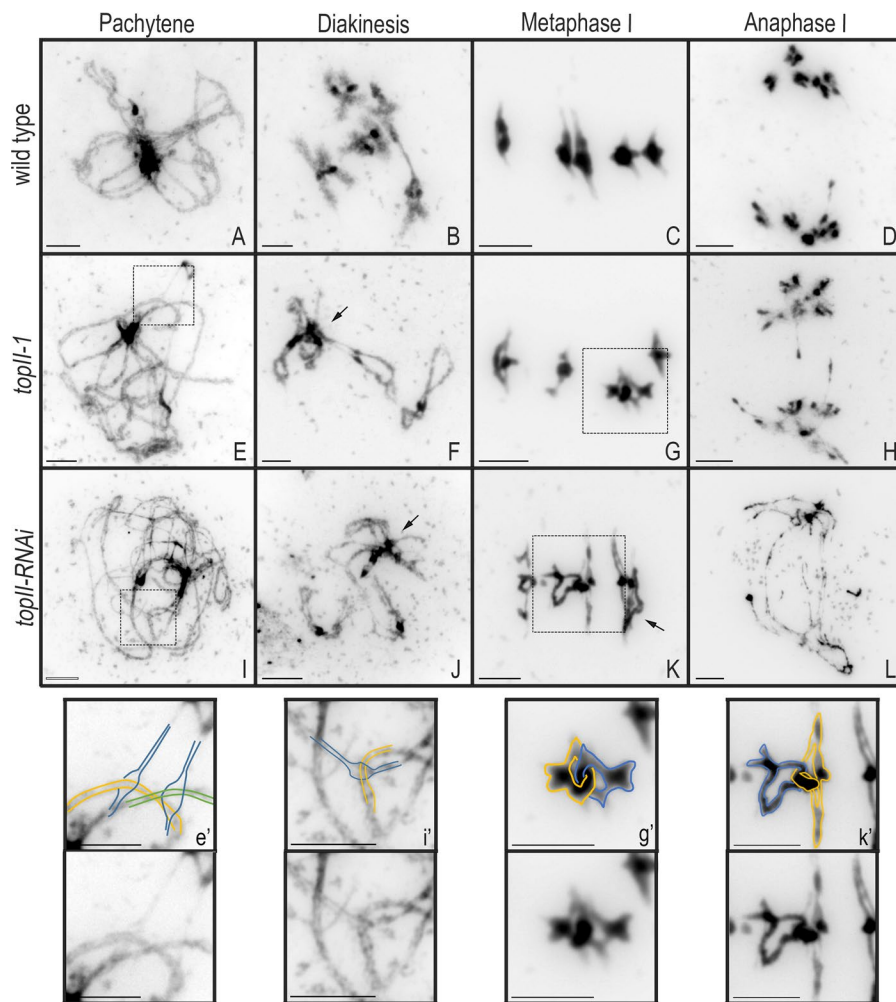 Pachytene Diakinesis Metaphase I Anaphase I
wild type
A B C D
topII-1
E F G H
topII-RNAi
I J K L
e' i' g' k'